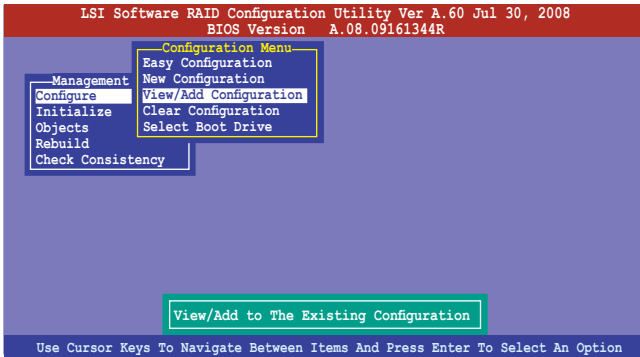 LSI Software RAID Configuration Utility Ver A.60 Jul 30, 2008
BIOS Version A.08.09161344R
Configuration Menu
Easy Configuration
New Configuration
View/Add Configuration
Clear Configuration
Select Boot Drive
Management
Configure
Initialize
Objects
Rebuild
Check Consistency
View/Add to The Existing Configuration
Use Cursor Keys To Navigate Between Items And Press Enter To Select An Option